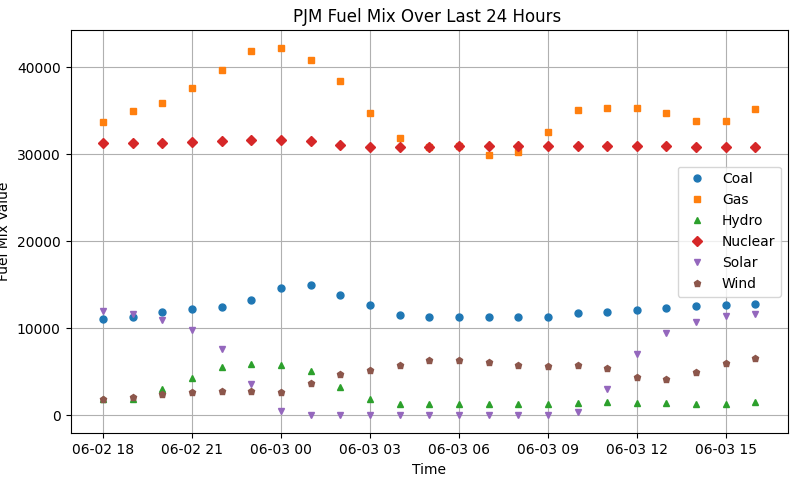 PJM Fuel Mix Over Last 24 Hours
Fuel Mix Value
40000
30000
20000
10000
0
Coal
Gas
Hydro
Nuclear
Solar
Wind
06-02 18 06-02 21 06-03 00 06-03 03 06-03 06 06-03 09 06-03 12 06-03 15
Time